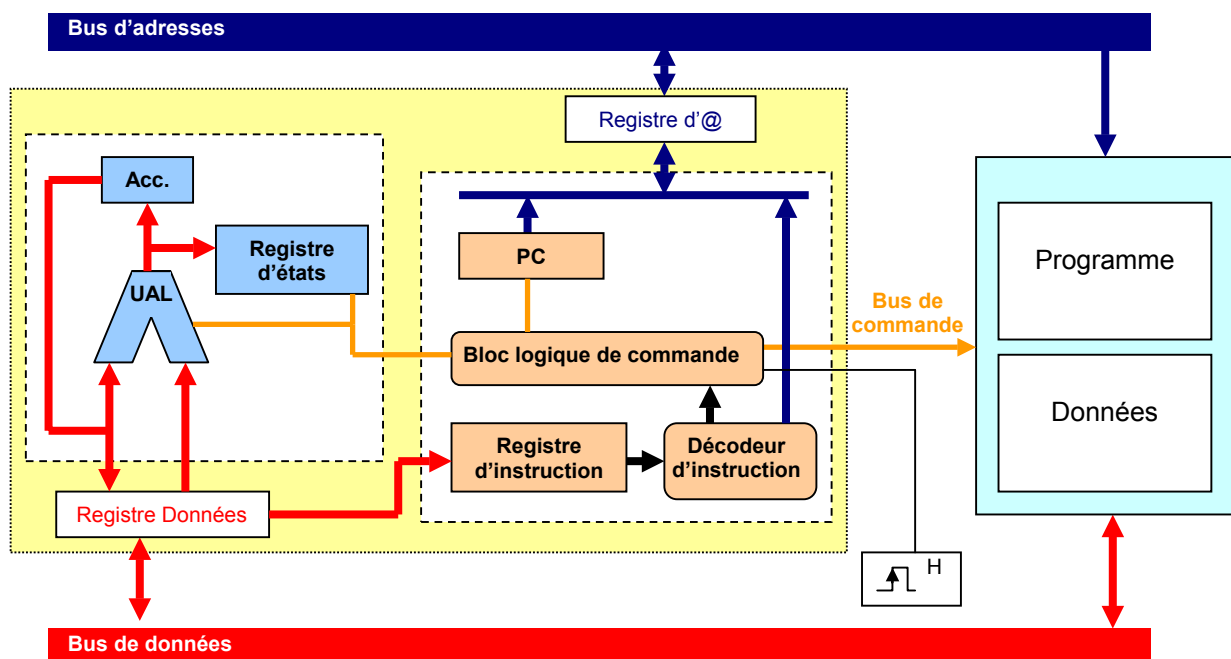 Bus d’adresses
Registre d’@
Acc.
Registre
d’états
UAL
PC
Programme
Bus de
commande
Bloc logique de commande
Données
Registre
d’instruction
Décodeur
d’instruction
Registre Données
H
Bus de données